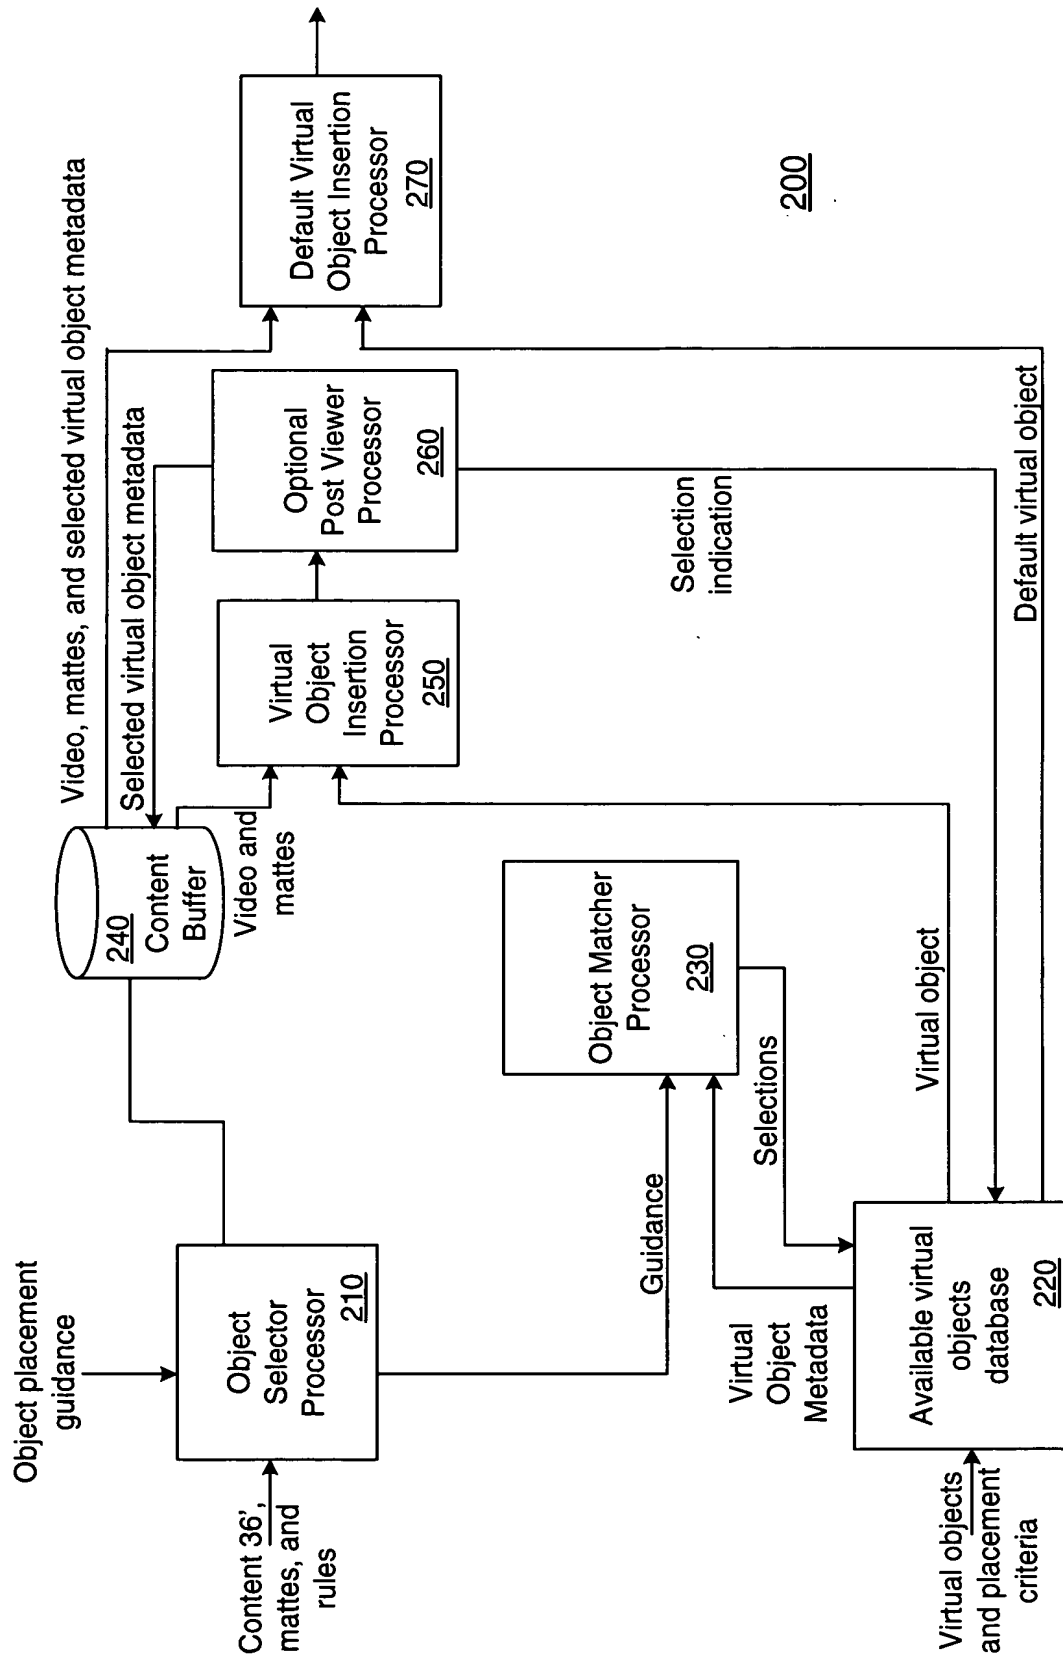 Object placement
guidance
Content 36',
mattes, and
rules
Object
Selector
Processor
210
240
Content
Buffer
Video, mattes, and selected virtual object metadata
Selected virtual object metadata
Video and
mattes
Virtual
Object
Insertion
Processor
250
Optional
Post Viewer
Processor
260
Default Virtual
Object Insertion
Processor
270
Guidance
Object Matcher
Processor
230
Selections
Virtual
Object
Metadata
Selection
indication
Virtual objects
and placement
criteria
Available virtual
objects
database
220
Virtual object
Default virtual object
200